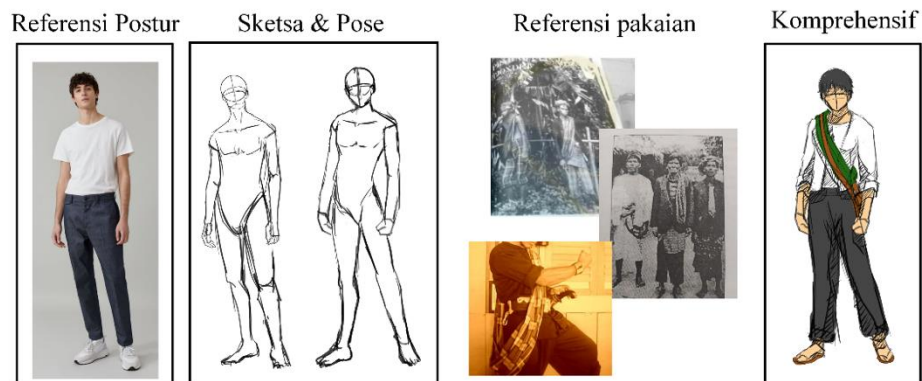 Referensi Postur
Sketsa & Pose
Referensi pakaian
Komprehensif